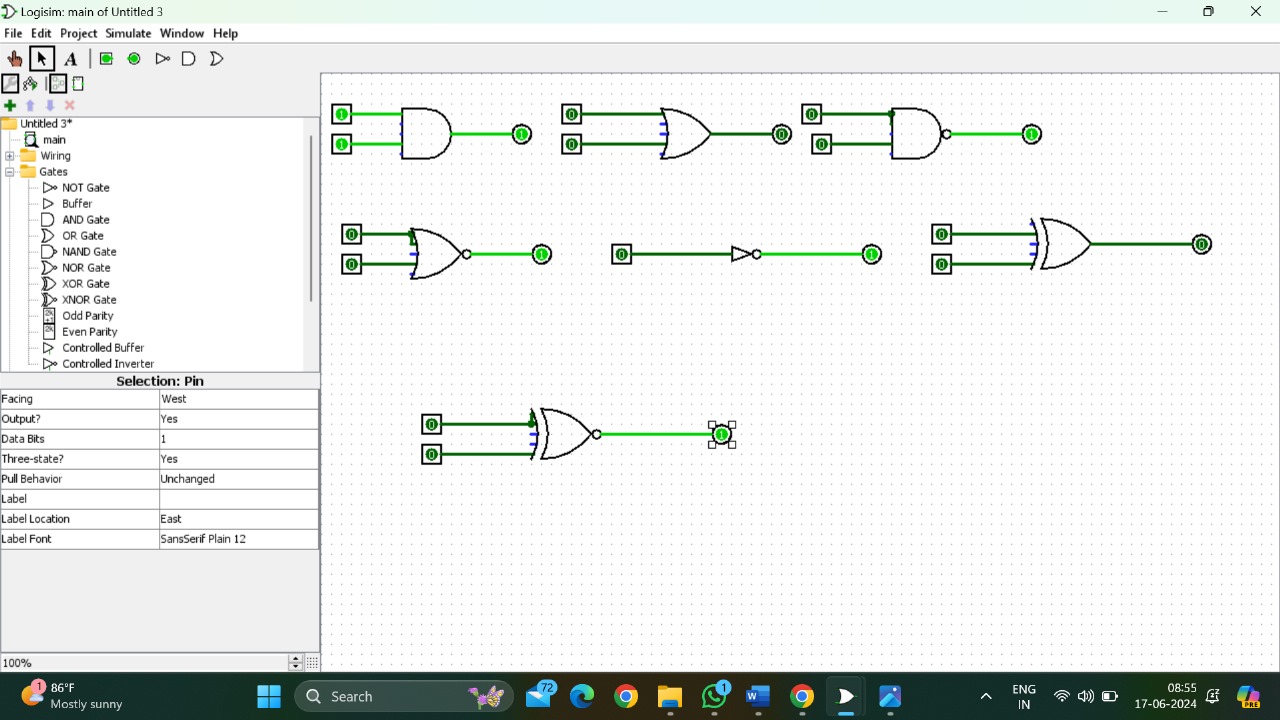 Logisim: main of Untitled 3
File Edit Project Simulate Window Help
A
Untitled 3*
main
Wiring
Gates
NOT Gate
Buffer
AND Gate
OR Gate
NAND Gate
NOR Gate
XOR Gate
XNOR Gate
Odd Parity
Even Parity
Controlled Buffer
Controlled Inverter
Selection: Pin
Facing West
Output? Yes
Data Bits 1
Three-state? Yes
Pull Behavior Unchanged
Label
Label Location East
Label Font SansSerif Plain 12
100%
1 1 1
0 0 0
0 0 1
0 0 1
0 1
0 0 0
0 0 1
1
86°F
Mostly sunny
Search
72
1
ENG
IN
08:55
17-06-2024
PRE